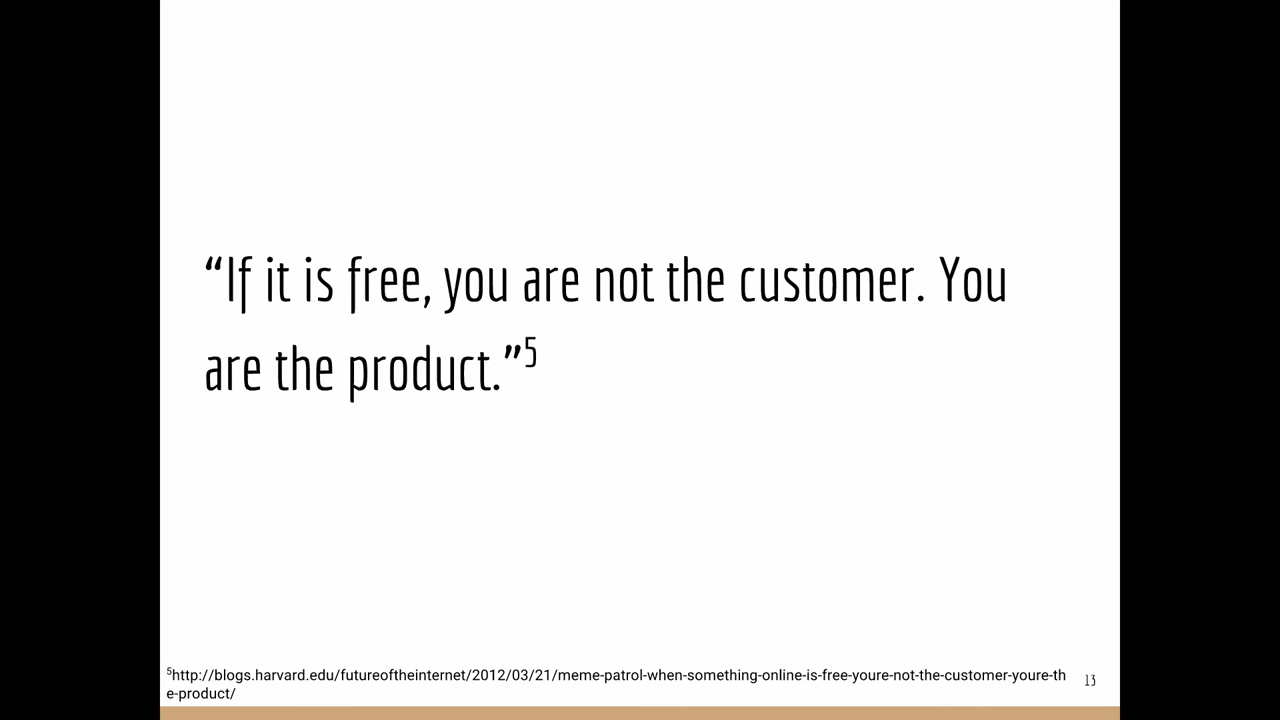 “If it is free, you are not the customer. You
are the product.”⁵
⁵http://blogs.harvard.edu/futureoftheinternet/2012/03/21/meme-patrol-when-something-online-is-free-youre-not-the-customer-youre-th
e-product/
13